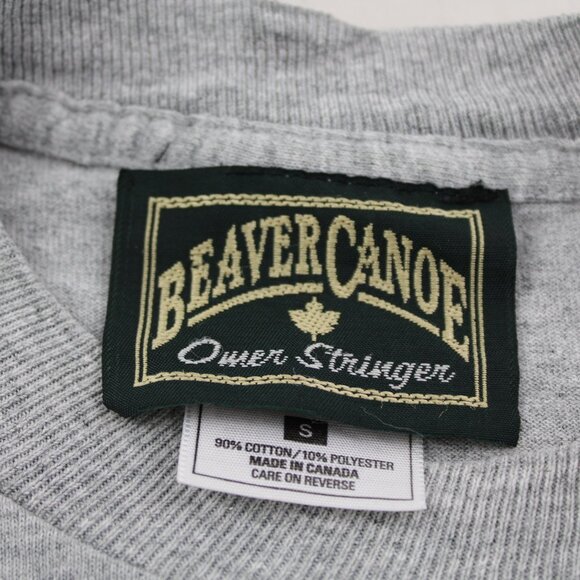 BEAVER CANOE
Omer Stringer
S
90% COTTON/10% POLYESTER
MADE IN CANADA
CARE ON REVERSE